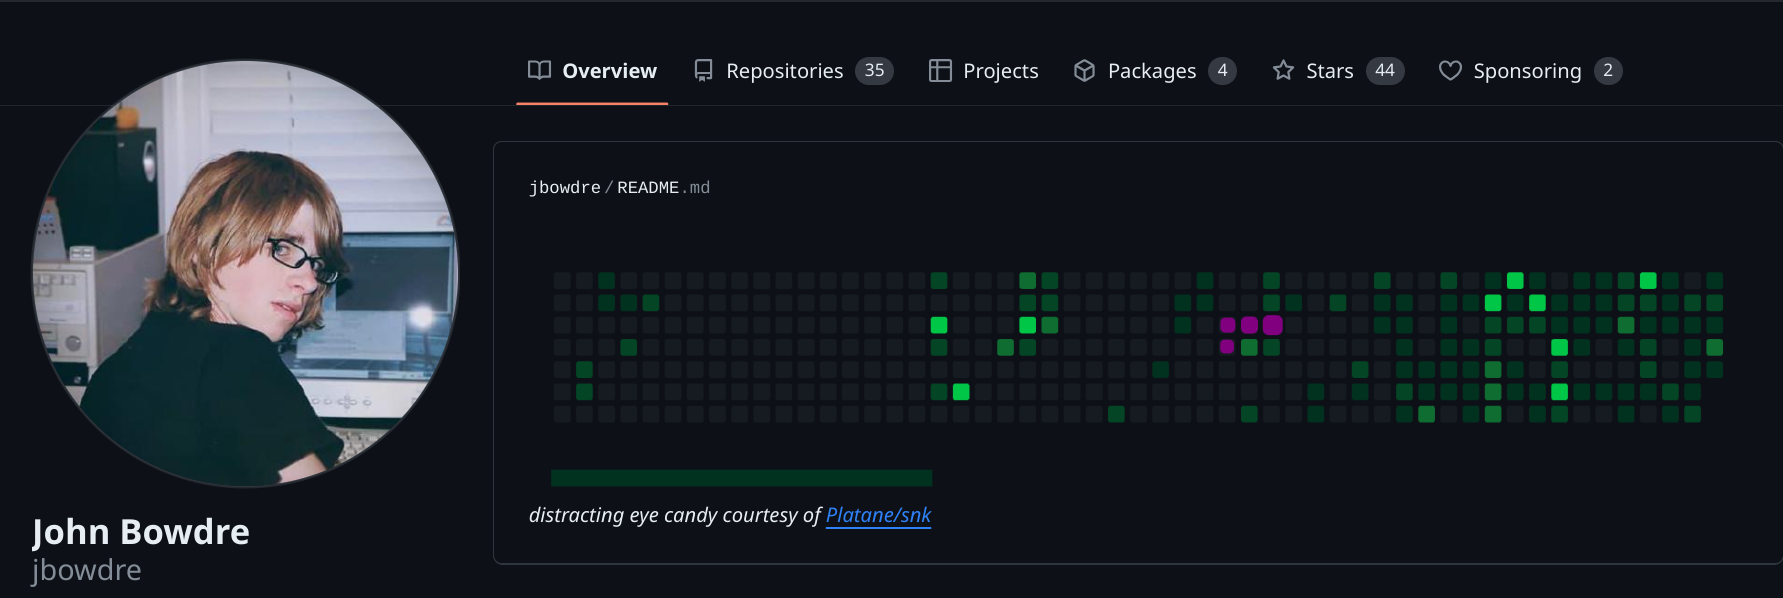 Overview Repositories 35 Projects Packages 4 Stars 44 Sponsoring 2
jbowdre/README.md
distracting eye candy courtesy of Platane/snk
John Bowdre
jbowdre